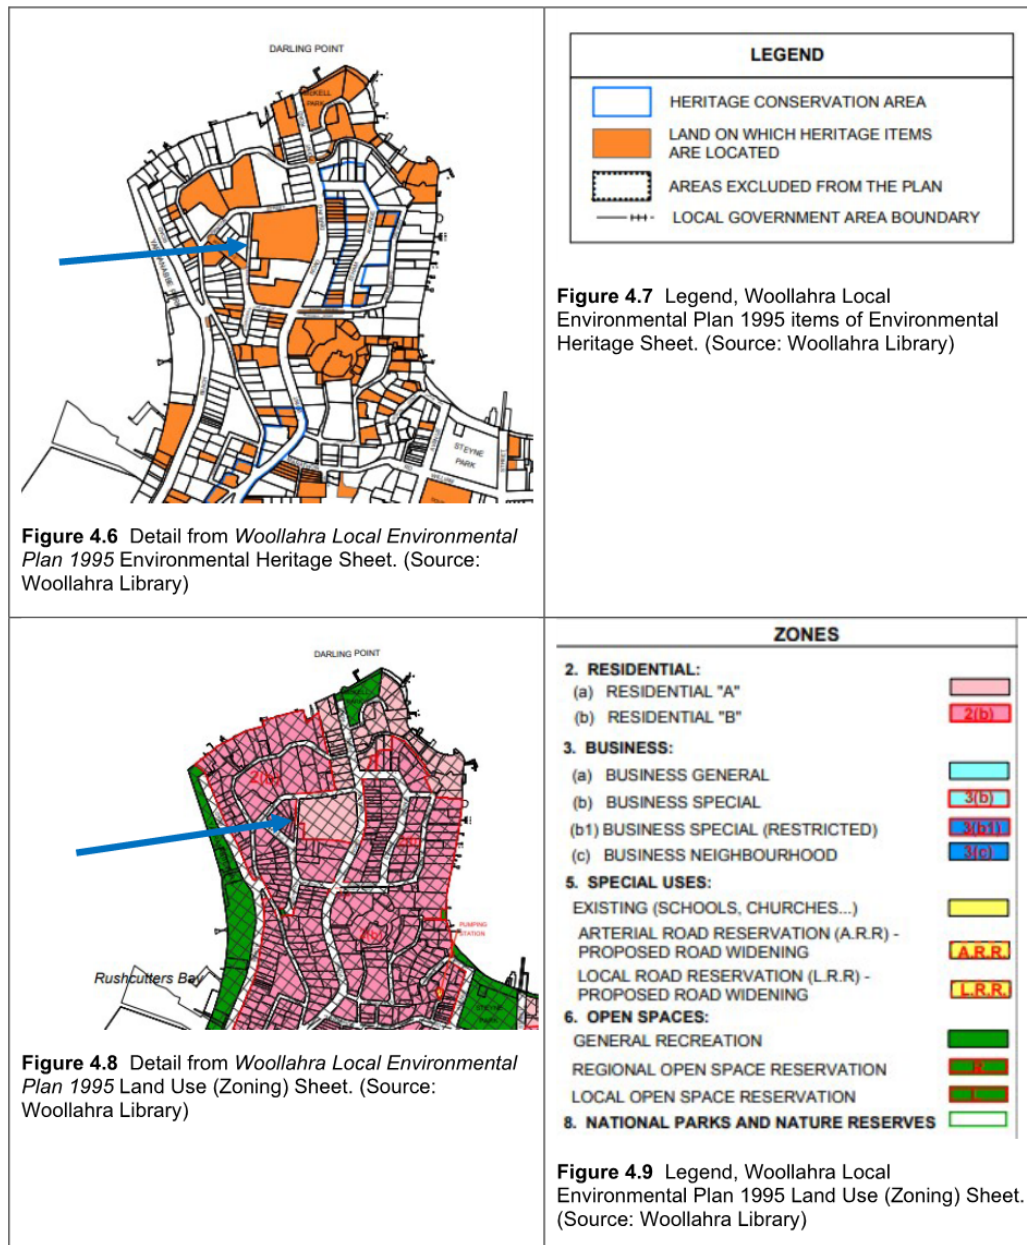 DARLING POINT
PARK
STEYNE
PARK
WILLIAM
Figure 4.6 Detail from Woollahra Local Environmental
Plan 1995 Environmental Heritage Sheet. (Source:
Woollahra Library)
LEGEND
HERITAGE CONSERVATION AREA
LAND ON WHICH HERITAGE ITEMS
ARE LOCATED
AREAS EXCLUDED FROM THE PLAN
LOCAL GOVERNMENT AREA BOUNDARY
Figure 4.7 Legend, Woollahra Local
Environmental Plan 1995 items of Environmental
Heritage Sheet. (Source: Woollahra Library)
DARLING POINT
PUMPING
STATION
Rushcutters Bay
Figure 4.8 Detail from Woollahra Local Environmental
Plan 1995 Land Use (Zoning) Sheet. (Source:
Woollahra Library)
ZONES
2. RESIDENTIAL:
(a) RESIDENTIAL "A"
(b) RESIDENTIAL "B" 2(b)
3. BUSINESS:
(a) BUSINESS GENERAL
(b) BUSINESS SPECIAL 3(b)
(b1) BUSINESS SPECIAL (RESTRICTED) 3(b1)
(c) BUSINESS NEIGHBOURHOOD 3(c)
5. SPECIAL USES:
EXISTING (SCHOOLS, CHURCHES...)
ARTERIAL ROAD RESERVATION (A.R.R) -
PROPOSED ROAD WIDENING A.R.R.
LOCAL ROAD RESERVATION (L.R.R) -
PROPOSED ROAD WIDENING L.R.R.
6. OPEN SPACES:
GENERAL RECREATION
REGIONAL OPEN SPACE RESERVATION
LOCAL OPEN SPACE RESERVATION
8. NATIONAL PARKS AND NATURE RESERVES
Figure 4.9 Legend, Woollahra Local
Environmental Plan 1995 Land Use (Zoning) Sheet.
(Source: Woollahra Library)